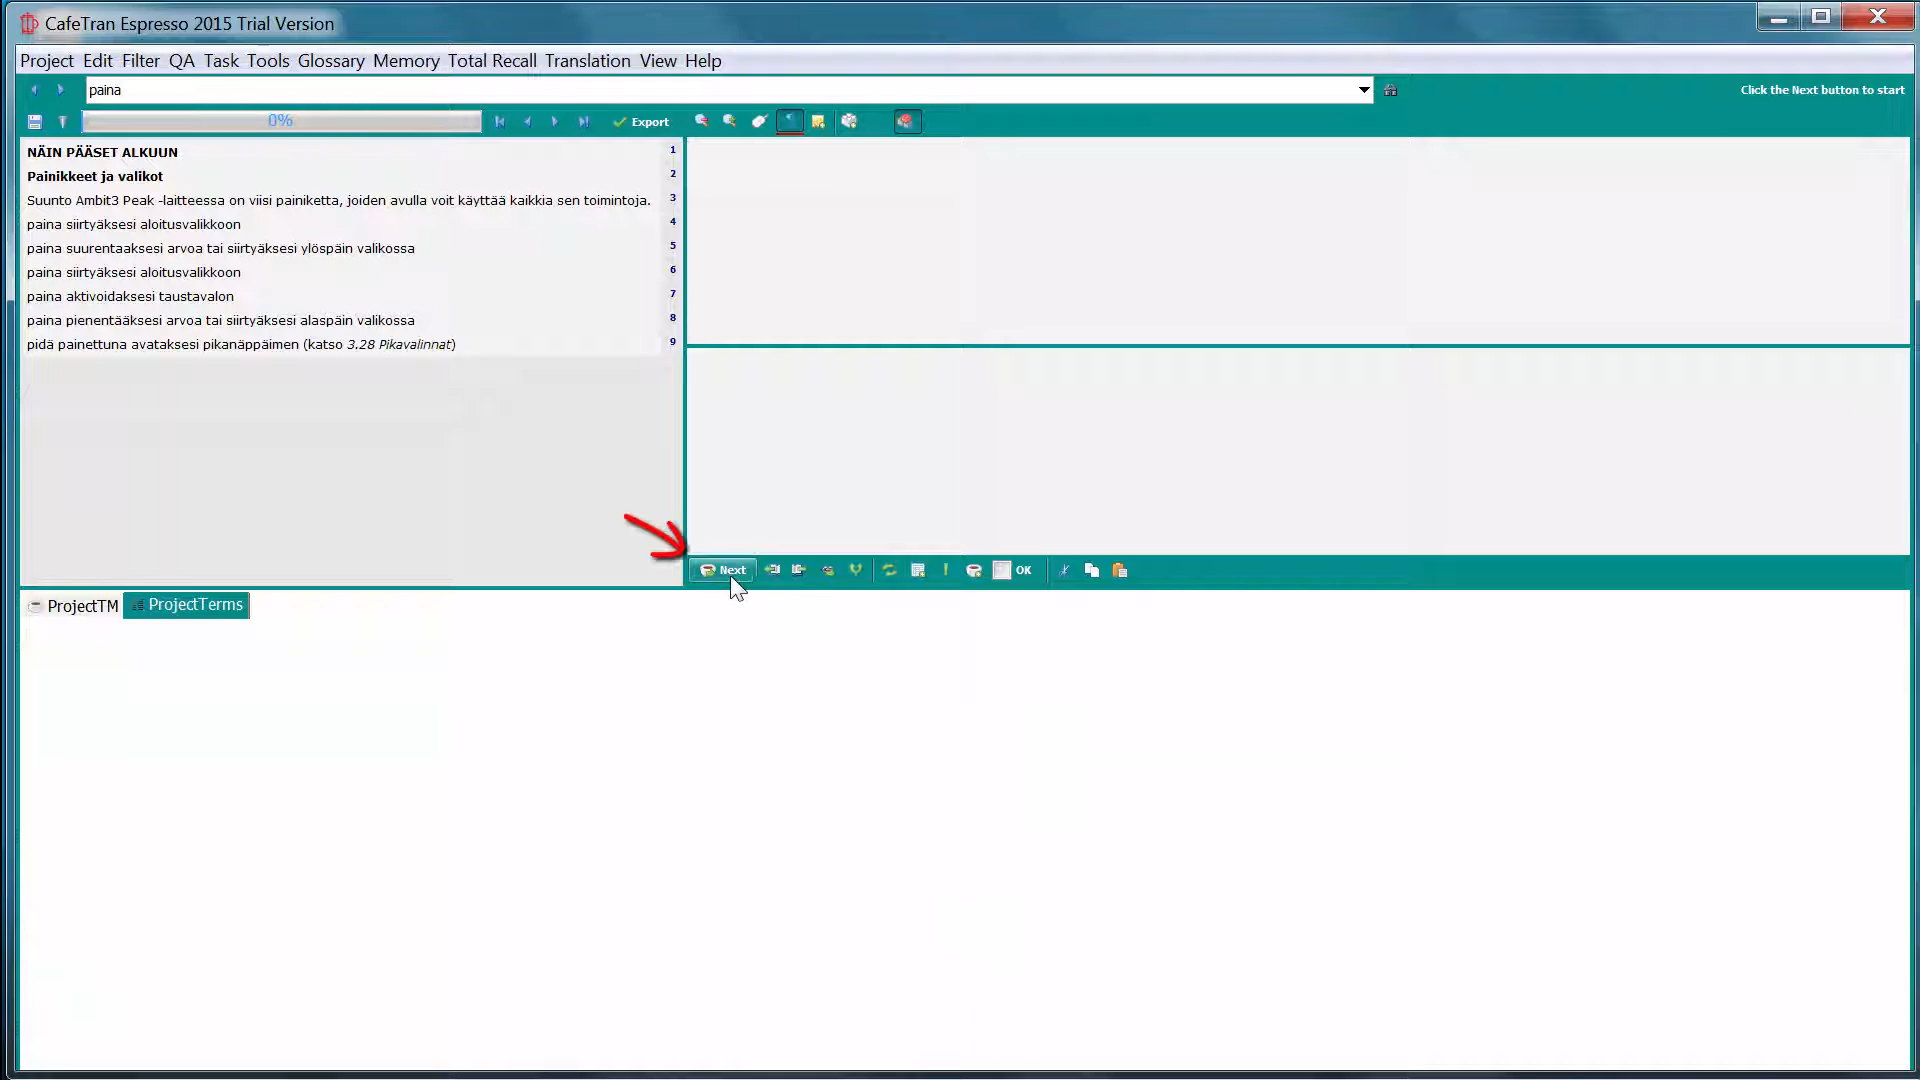 CafeTran Espresso 2015 Trial Version
Project Edit Filter QA Task Tools Glossary Memory Total Recall Translation View Help
paina
Click the Next button to start
0%
Export
NÄIN PÄÄSET ALKUUN 1
Painikkeet ja valikot 2
Suunto Ambit3 Peak -laitteessa on viisi painiketta, joiden avulla voit käyttää kaikkia sen toimintoja. 3
paina siirtyäksesi aloitusvalikkoon 4
paina suurentaaksesi arvoa tai siirtyäksesi ylöspäin valikossa 5
paina siirtyäksesi aloitusvalikkoon 6
paina aktivoidaksesi taustavalon 7
paina pienentääksesi arvoa tai siirtyäksesi alaspäin valikossa 8
pidä painettuna avataksesi pikanäppäimen (katso 3.28 Pikavalinnat) 9
Next
OK
ProjectTM
ProjectTerms